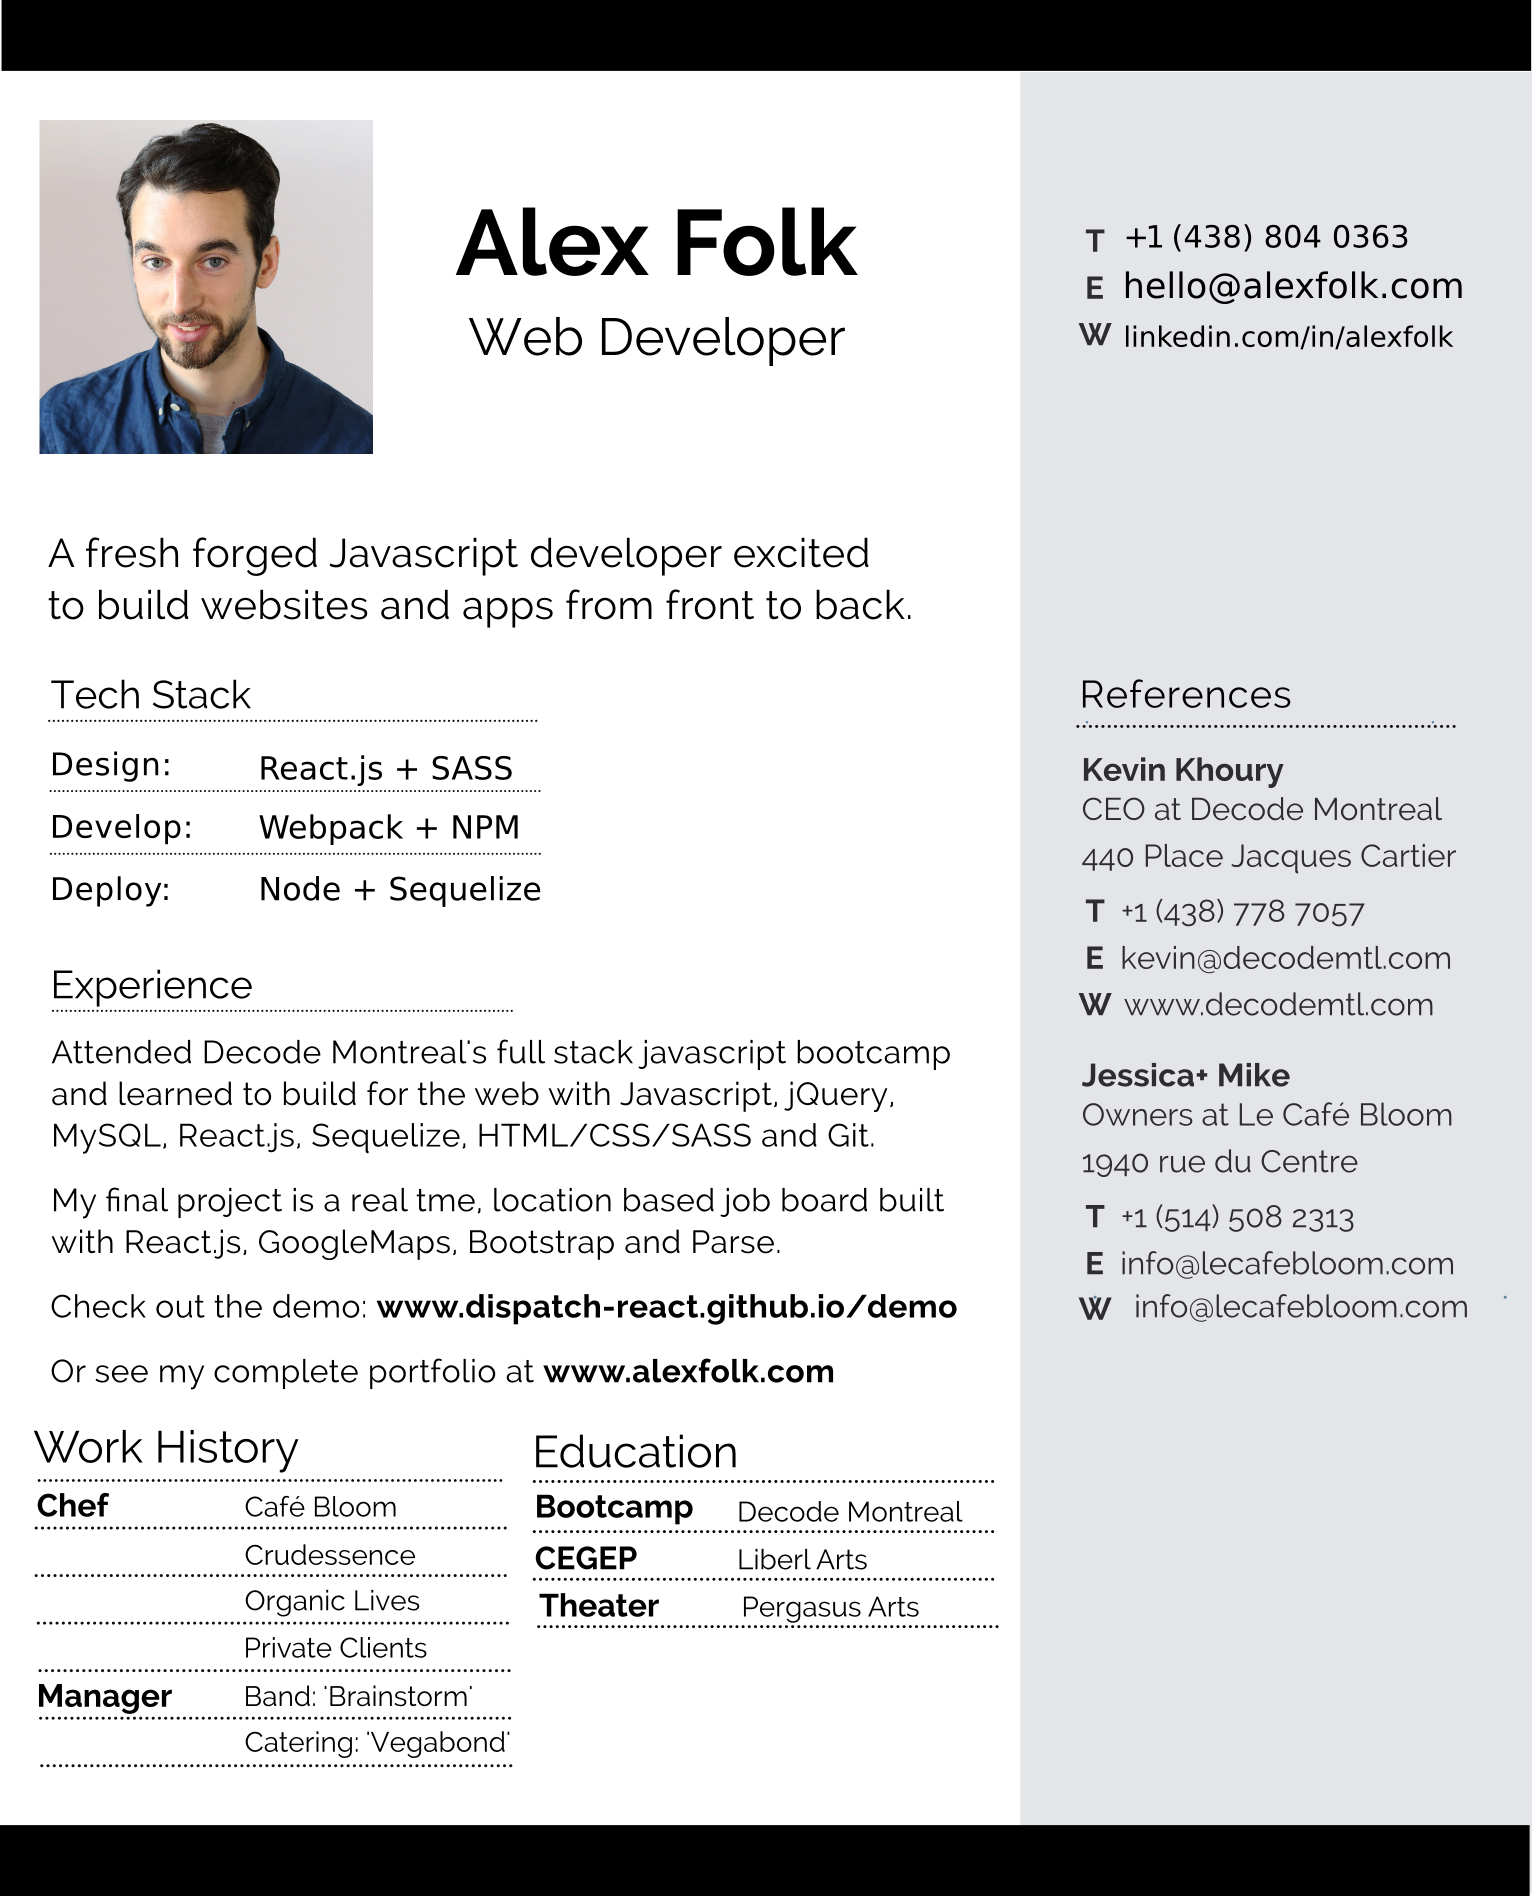 Alex Folk
Web Developer
T +1 (438) 804 0363
E hello@alexfolk.com
W linkedin.com/in/alexfolk
A fresh forged Javascript developer excited
to build websites and apps from front to back.
Tech Stack
Design: React.js + SASS
Develop: Webpack + NPM
Deploy: Node + Sequelize
Experience
Attended Decode Montreal's full stack javascript bootcamp
and learned to build for the web with Javascript, jQuery,
MySQL, React.js, Sequelize, HTML/CSS/SASS and Git.
My final project is a real tme, location based job board built
with React.js, GoogleMaps, Bootstrap and Parse.
Check out the demo: www.dispatch-react.github.io/demo
Or see my complete portfolio at www.alexfolk.com
Work History
Chef Café Bloom
Crudessence
Organic Lives
Private Clients
Manager Band: 'Brainstorm'
Catering: 'Vegabond'
Education
Bootcamp Decode Montreal
CEGEP Liberl Arts
Theater Pergasus Arts
References
Kevin Khoury
CEO at Decode Montreal
440 Place Jacques Cartier
T +1 (438) 778 7057
E kevin@decodemtl.com
W www.decodemtl.com
Jessica+ Mike
Owners at Le Café Bloom
1940 rue du Centre
T +1 (514) 508 2313
E info@lecafebloom.com
W info@lecafebloom.com